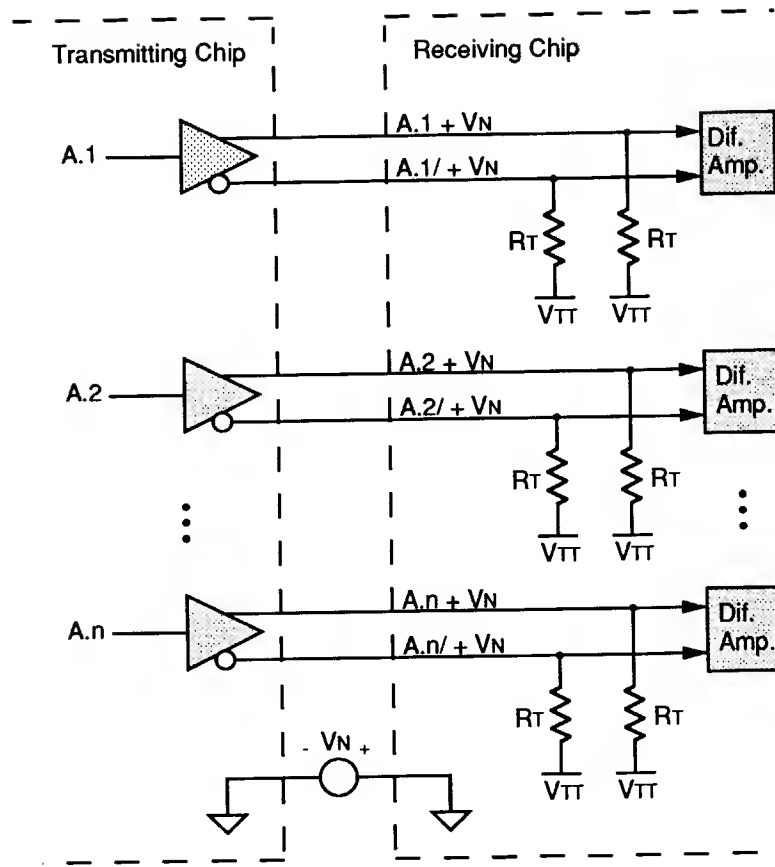 Transmitting Chip
Receiving Chip
A.1
A.1 + VN
A.1/ + VN
Dif.
Amp.
RT
RT
VTT
VTT
A.2
A.2 + VN
A.2/ + VN
Dif.
Amp.
RT
RT
VTT
VTT
A.n
A.n + VN
A.n/ + VN
Dif.
Amp.
RT
RT
VTT
VTT
- VN +